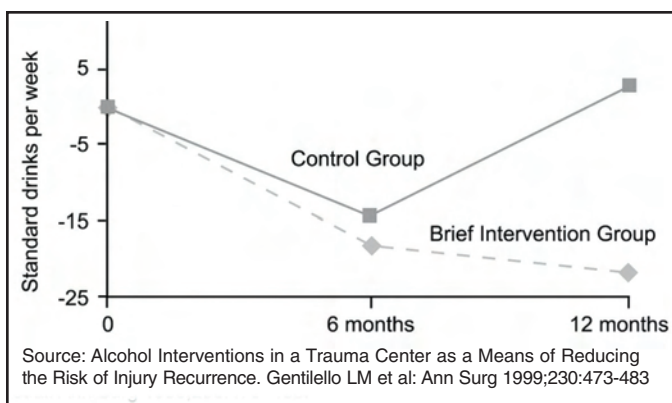 Standard drinks per week
5
-5
-15
-25
Control Group
Brief Intervention Group
0 6 months 12 months
Source: Alcohol Interventions in a Trauma Center as a Means of Reducing
the Risk of Injury Recurrence. Gentilello LM et al: Ann Surg 1999;230:473-483